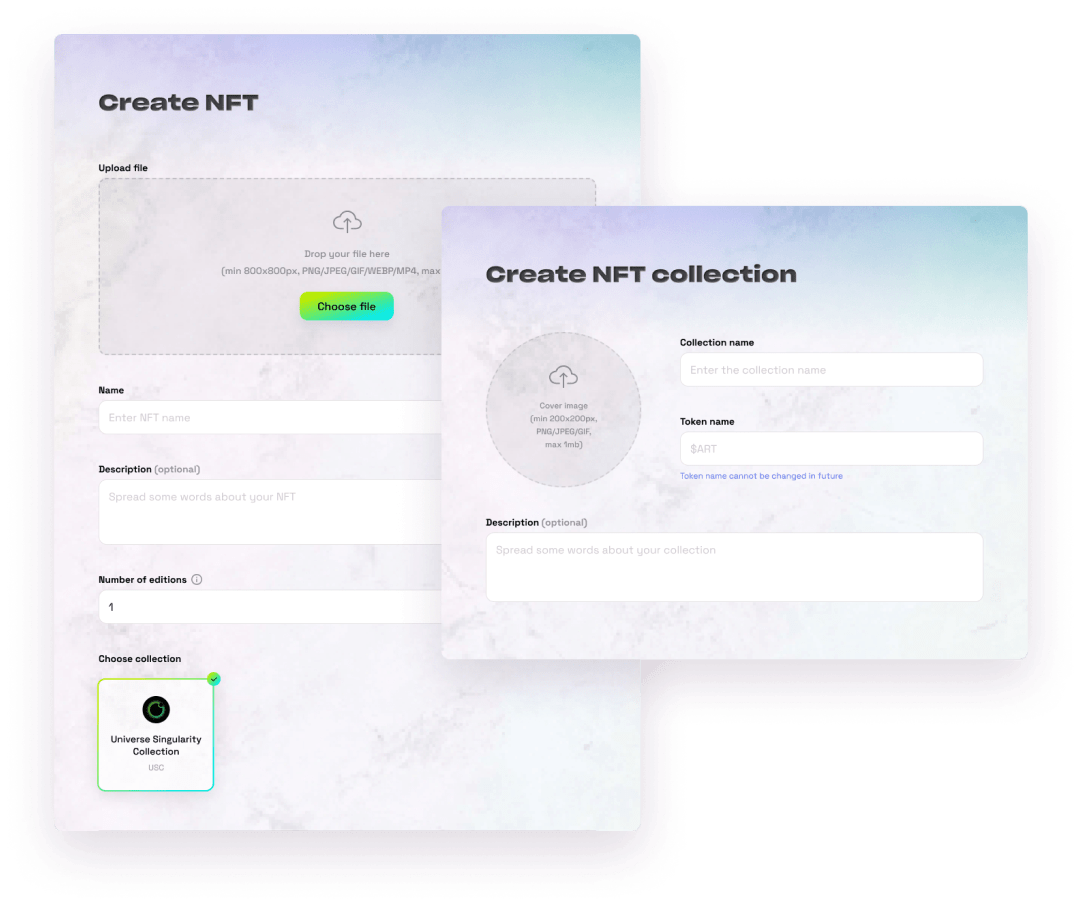 Create NFT
Upload file
Drop your file here
(min 800x800px, PNG/JPEG/GIF/WEBP/MP4, max
Choose file
Name
Enter NFT name
Description (optional)
Spread some words about your NFT
Number of editions
1
Choose collection
Universe Singularity
Collection
USC
Create NFT collection
Cover image
(min 200x200px,
PNG/JPEG/GIF,
max 1mb)
Collection name
Enter the collection name
Token name
$ART
Token name cannot be changed in future
Description (optional)
Spread some words about your collection